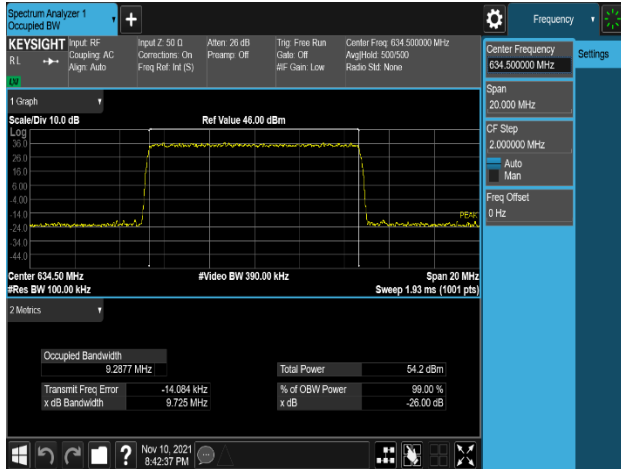 Spectrum Analyzer 1
Occupied BW
Frequency
KEYSIGHT
R L
Input: RF
Coupling: AC
Align: Auto
Input Z: 50 Ω
Corrections: On
Freq Ref: Int (S)
Atten: 26 dB
Preamp: Off
Trig: Free Run
Gate: Off
#IF Gain: Low
Center Freq: 634.500000 MHz
Avg|Hold: 500/500
Radio Std: None
Center Frequency
634.500000 MHz
Settings
Span
20.000 MHz
CF Step
2.000000 MHz
Auto
Man
Freq Offset
0 Hz
1 Graph
Scale/Div 10.0 dB
Ref Value 46.00 dBm
Log
36.0
26.0
16.0
6.00
-4.00
-14.0
-24.0
-34.0
-44.0
PEAK
Center 634.50 MHz
#Video BW 390.00 kHz
Span 20 MHz
#Res BW 100.00 kHz
Sweep 1.93 ms (1001 pts)
2 Metrics
Occupied Bandwidth
9.2877 MHz
Total Power
54.2 dBm
Transmit Freq Error
-14.084 kHz
% of OBW Power
99.00 %
x dB Bandwidth
9.725 MHz
x dB
-26.00 dB
Nov 10, 2021
8:42:37 PM